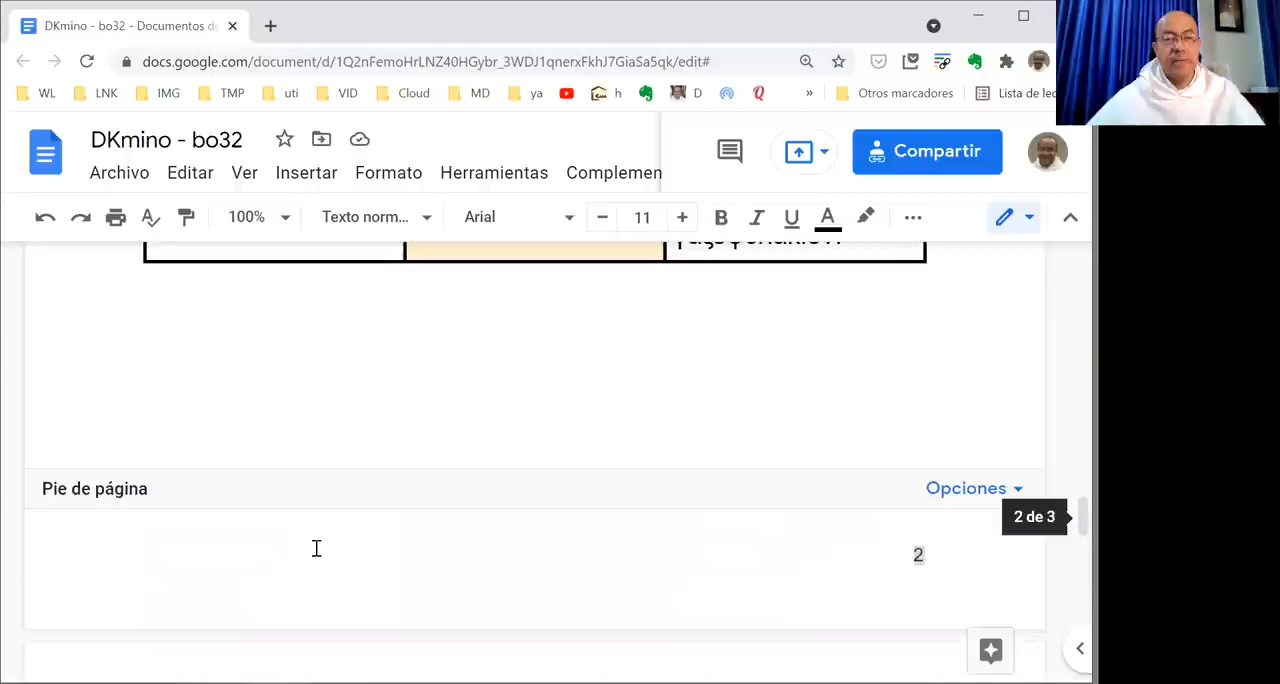 DKmino - bo32 - Documentos d
docs.google.com/document/d/1Q2nFemoHrLNZ40HGybr_3WDJ1qnerxFkhJ7GiaSa5qk/edit#
WL LNK IMG TMP uti VID Cloud MD ya h D » Otros marcadores Lista de lec
DKmino - bo32
Compartir
Archivo Editar Ver Insertar Formato Herramientas Complemen
100% Texto norm... Arial − 11 + B I U A
Pie de página Opciones
2 de 3
2